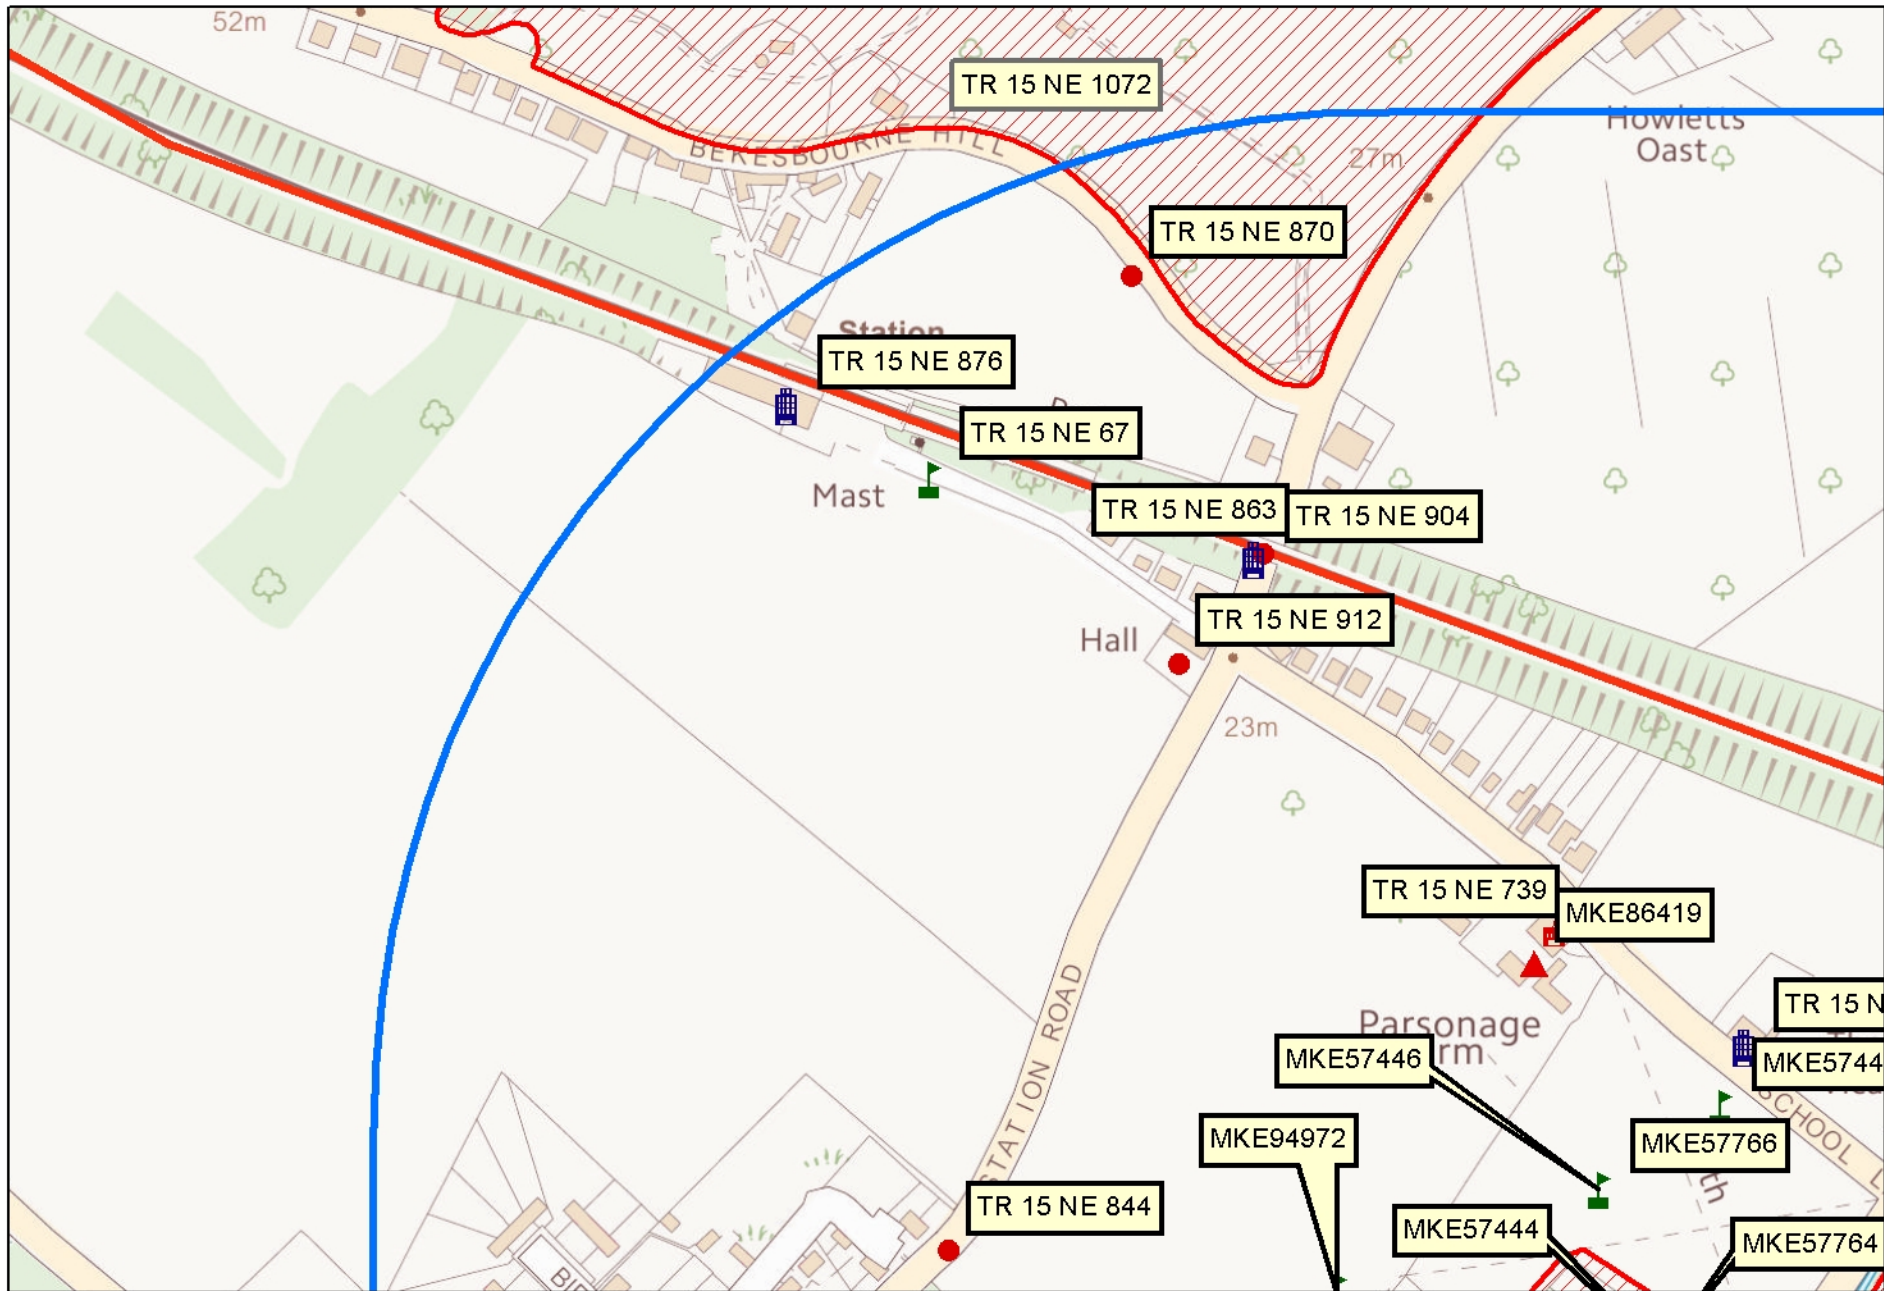 52m
TR 15 NE 1072
Howletts
Oast
BEKESBOURNE HILL
27m
TR 15 NE 870
Station
TR 15 NE 876
TR 15 NE 67
Mast
TR 15 NE 863
TR 15 NE 904
TR 15 NE 912
Hall
23m
TR 15 NE 739
MKE86419
STATION ROAD
Parsonage
TR 15 N
MKE57446
MKE5744
SCHOOL
MKE94972
MKE57766
TR 15 NE 844
MKE57444
MKE57764